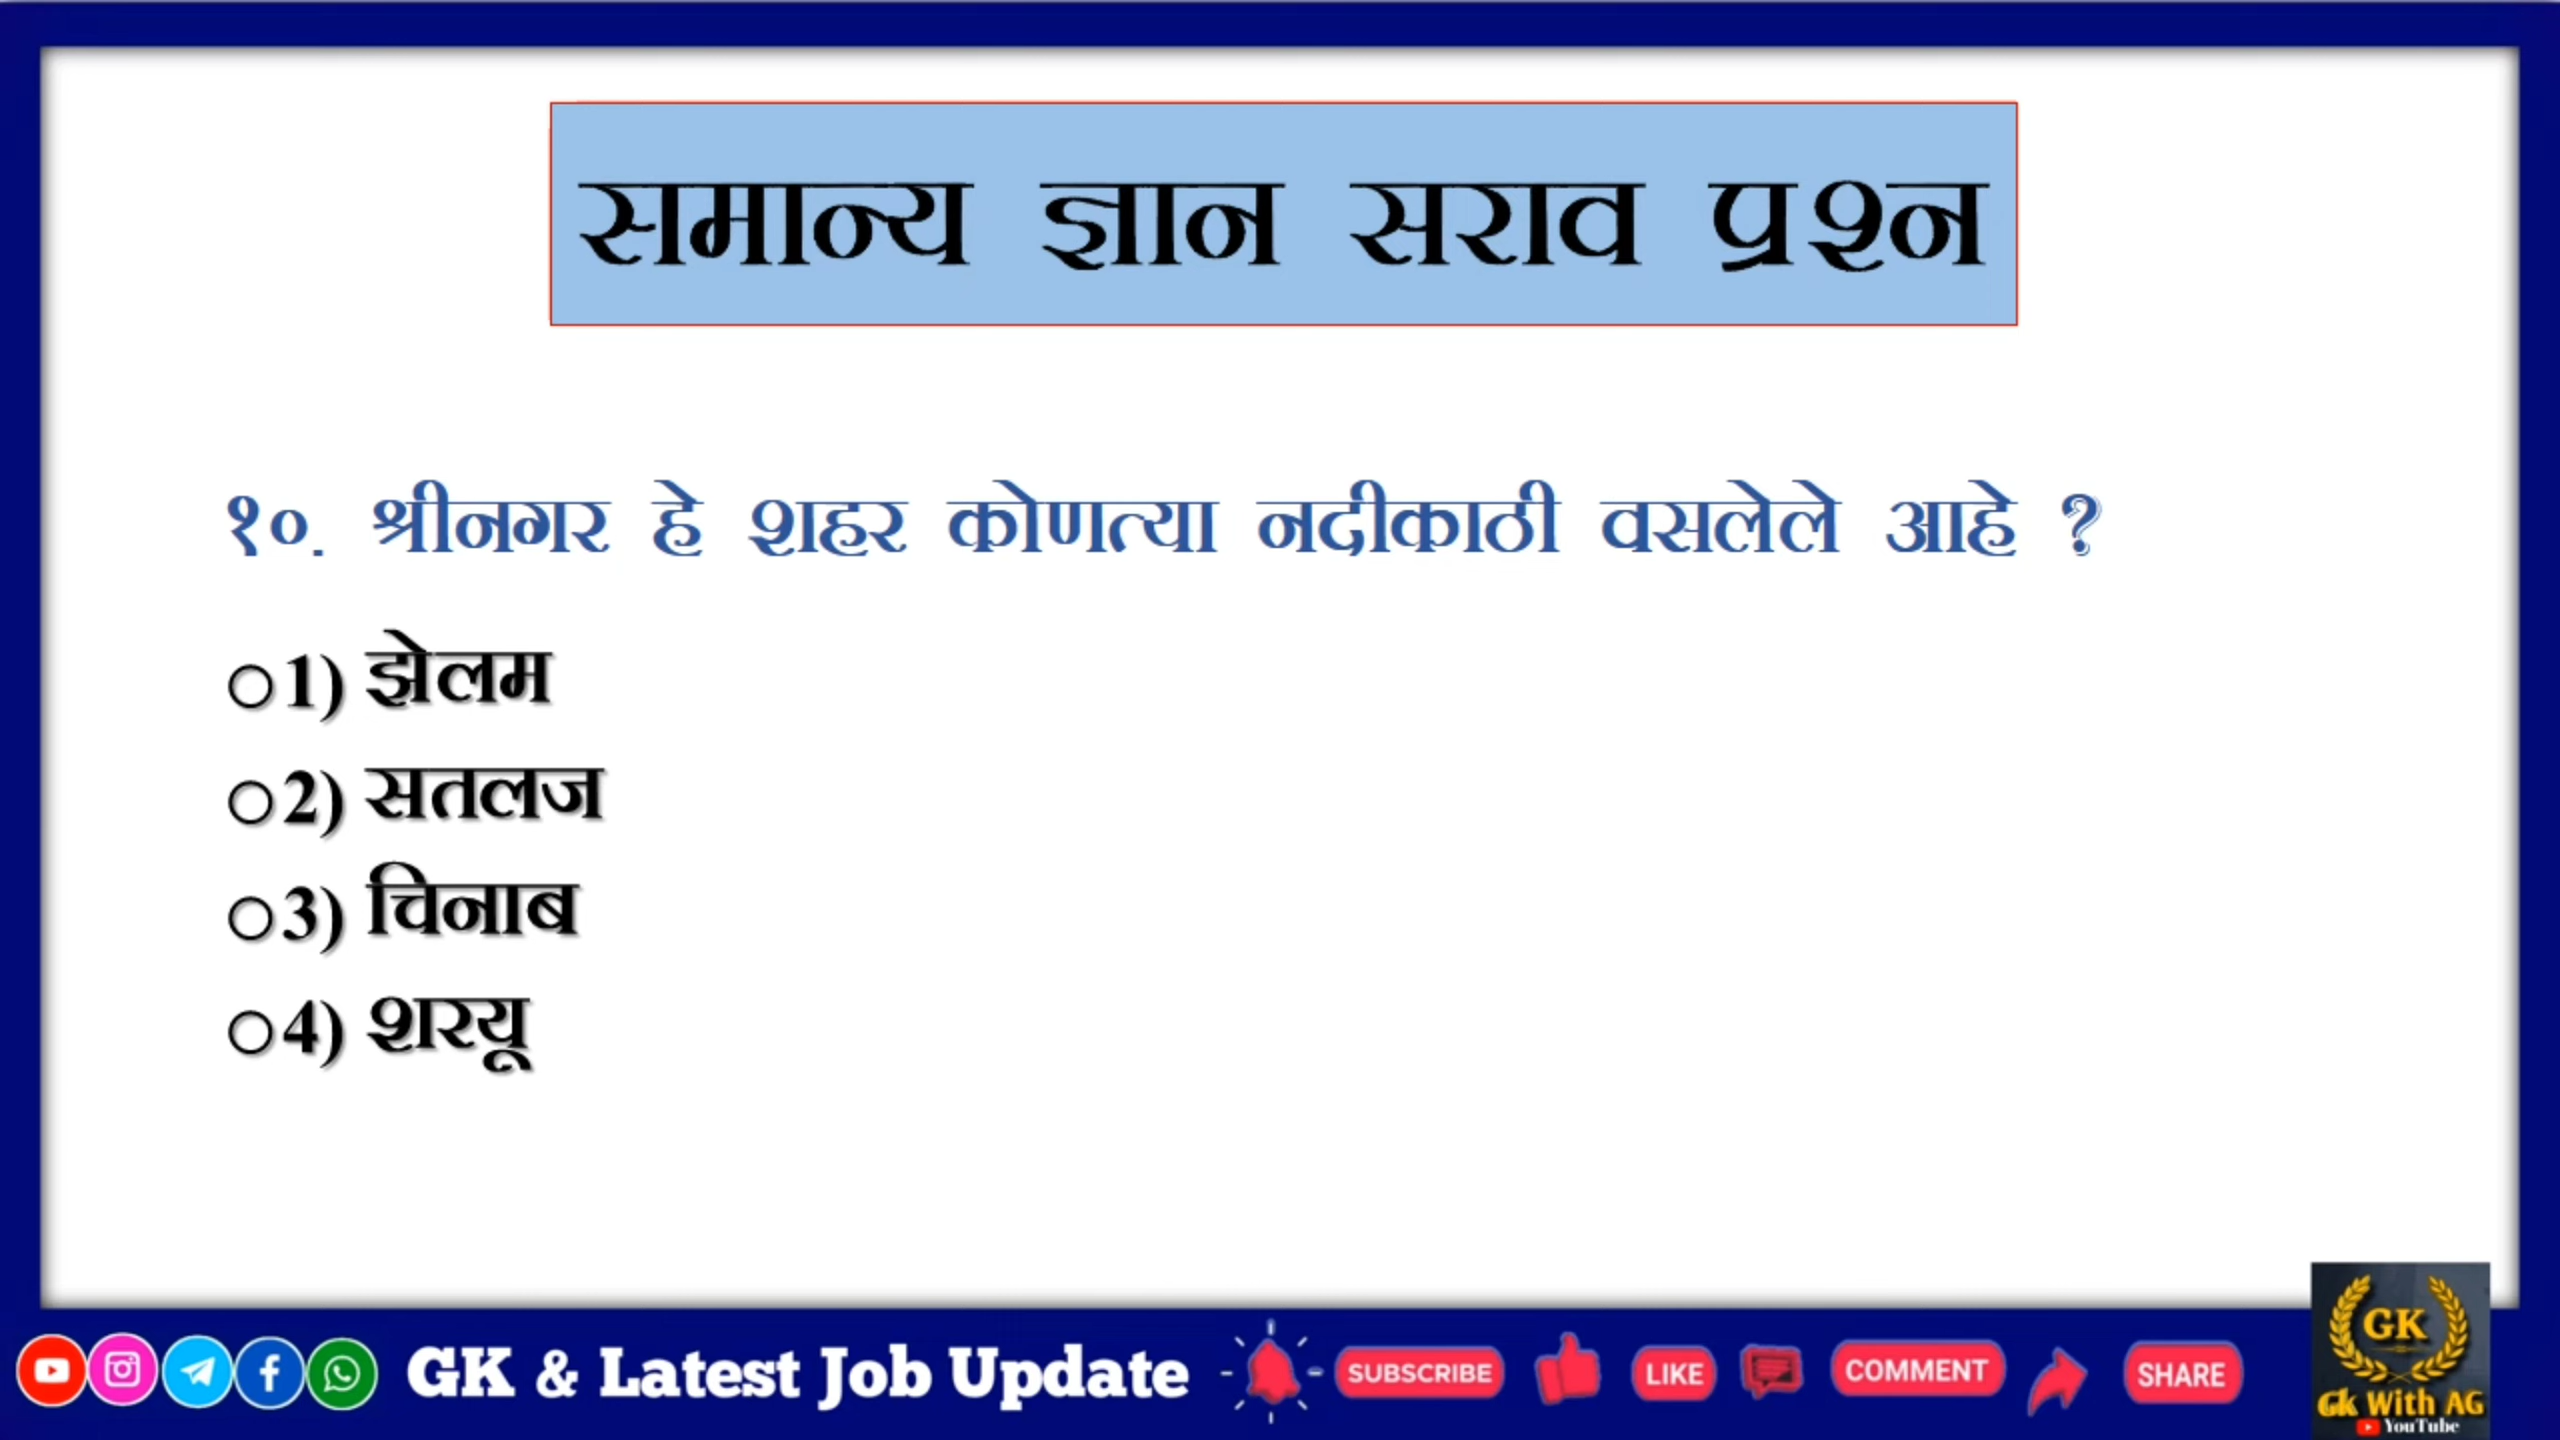 समान्य ज्ञान सराव प्रश्न
१०. श्रीनगर हे शहर कोणत्या नदीकाठी वसलेले आहे ?
1) झेलम
2) सतलज
3) चिनाब
4) शरयू
GK & Latest Job Update SUBSCRIBE LIKE COMMENT SHARE
GK
Gk With AG
YouTube